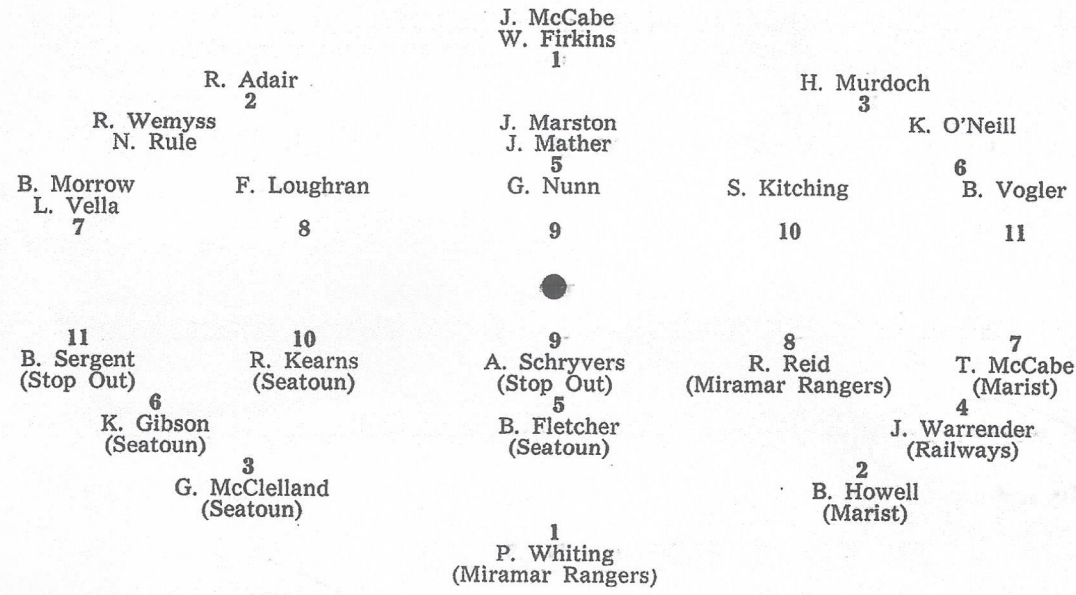 J. McCabe
W. Firkins
1
R. Adair
2
H. Murdoch
3
R. Wemyss
N. Rule
J. Marston
J. Mather
5
K. O'Neill
6
B. Morrow
L. Vella
7
F. Loughran
8
G. Nunn
9
S. Kitching
10
B. Vogler
11
11
B. Sergent
(Stop Out)
10
R. Kearns
(Seatoun)
9
A. Schryvers
(Stop Out)
8
R. Reid
(Miramar Rangers)
7
T. McCabe
(Marist)
6
K. Gibson
(Seatoun)
5
B. Fletcher
(Seatoun)
4
J. Warrender
(Railways)
3
G. McClelland
(Seatoun)
2
B. Howell
(Marist)
1
P. Whiting
(Miramar Rangers)